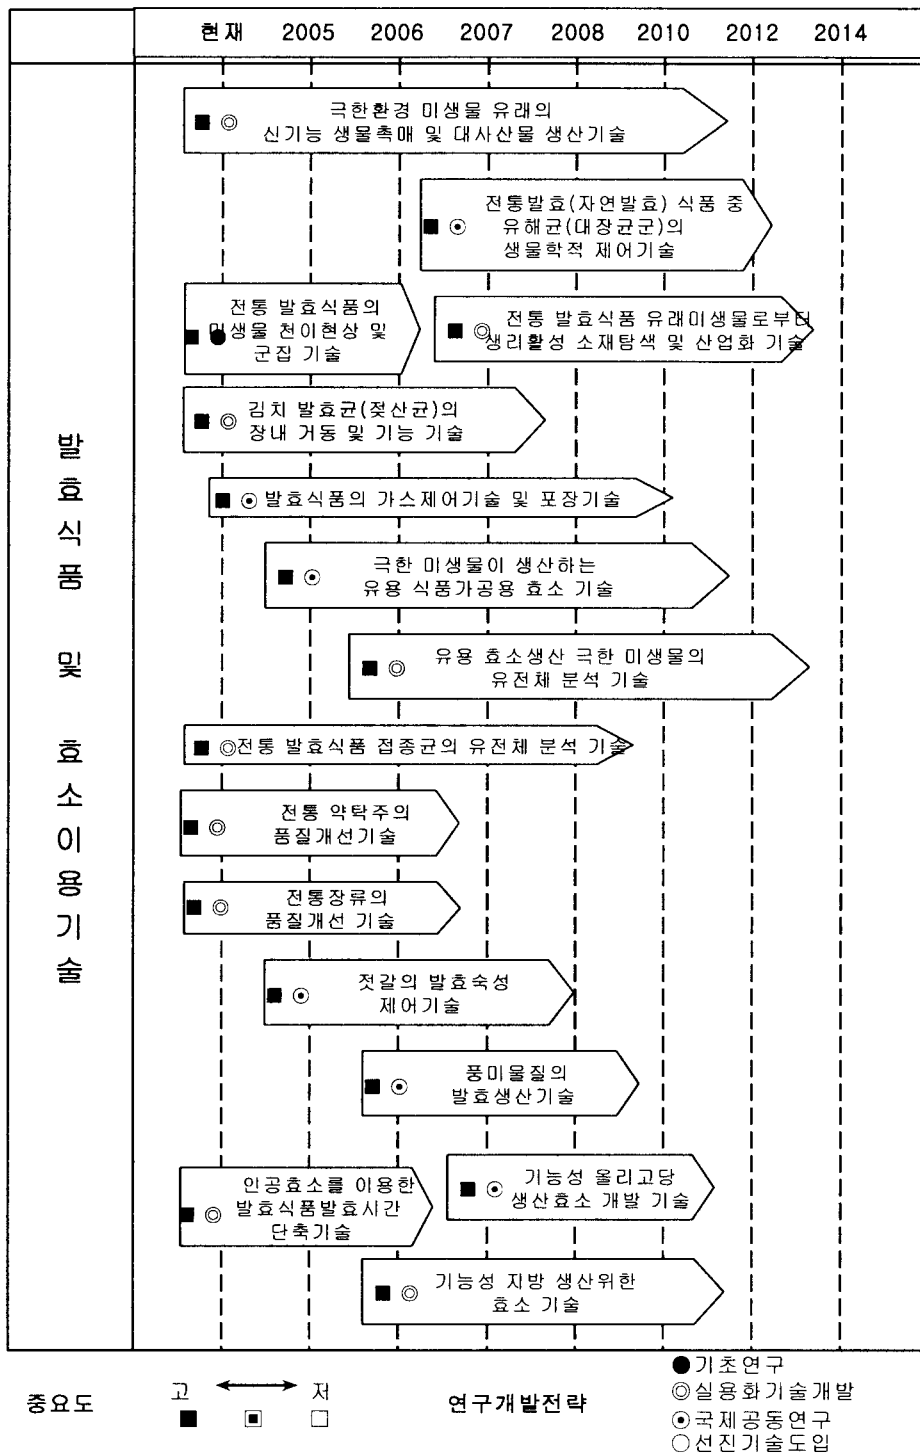 현재 2005 2006 2007 2008 2010 2012 2014
발효식품 및 효소이용기술
극한환경 미생물 유래의
신기능 생물촉매 및 대사산물 생산기술
전통발효(자연발효) 식품 중
유해균(대장균군)의
생물학적 제어기술
전통 발효식품의
미생물 천이현상 및
군집 기술
전통 발효식품 유래미생물로부터
생리활성 소재탐색 및 산업화 기술
김치 발효균(젖산균)의
장내 거동 및 기능 기술
발효식품의 가스제어기술 및 포장기술
극한 미생물이 생산하는
유용 식품가공용 효소 기술
유용 효소생산 극한 미생물의
유전체 분석 기술
전통 발효식품 접종균의 유전체 분석 기술
전통 약탁주의
품질개선기술
전통장류의
품질개선 기술
젓갈의 발효숙성
제어기술
풍미물질의
발효생산기술
인공효소를 이용한
발효식품발효시간
단축기술
기능성 올리고당
생산효소 개발 기술
기능성 지방 생산위한
효소 기술
중요도
고 저
연구개발전략
기초연구
실용화기술개발
국제공동연구
선진기술도입